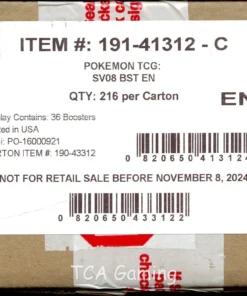 ITEM #: 191-41312 - C
POKEMON TCG:
SV08 BST EN
QTY: 216 per Carton
EN
lay Contains: 36 Boosters
ted in USA
: PO-16000921
TON ITEM #: 190-43312
0 820650 41312
NOT FOR RETAIL SALE BEFORE NOVEMBER 8, 2024
0 820650 433122
TCA Gaming